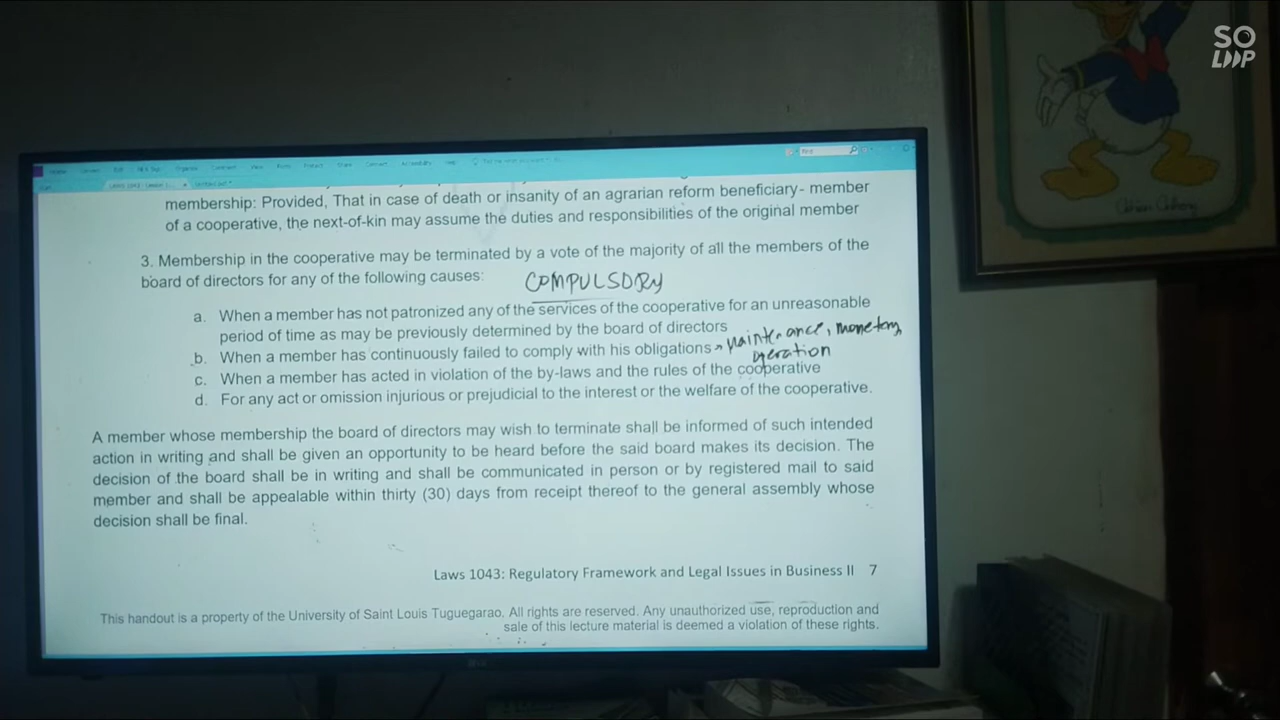 SO
LOOP
Find
membership: Provided, That in case of death or insanity of an agrarian reform beneficiary- member
of a cooperative, the next-of-kin may assume the duties and responsibilities of the original member
3. Membership in the cooperative may be terminated by a vote of the majority of all the members of the
board of directors for any of the following causes: COMPULSORY
a. When a member has not patronized any of the services of the cooperative for an unreasonable
period of time as may be previously determined by the board of directors
b. When a member has continuously failed to comply with his obligations → maintenance, monetary,
operation
c. When a member has acted in violation of the by-laws and the rules of the cooperative
d. For any act or omission injurious or prejudicial to the interest or the welfare of the cooperative.
A member whose membership the board of directors may wish to terminate shall be informed of such intended
action in writing and shall be given an opportunity to be heard before the said board makes its decision. The
decision of the board shall be in writing and shall be communicated in person or by registered mail to said
member and shall be appealable within thirty (30) days from receipt thereof to the general assembly whose
decision shall be final.
Laws 1043: Regulatory Framework and Legal Issues in Business II 7
This handout is a property of the University of Saint Louis Tuguegarao. All rights are reserved. Any unauthorized use, reproduction and
sale of this lecture material is deemed a violation of these rights.